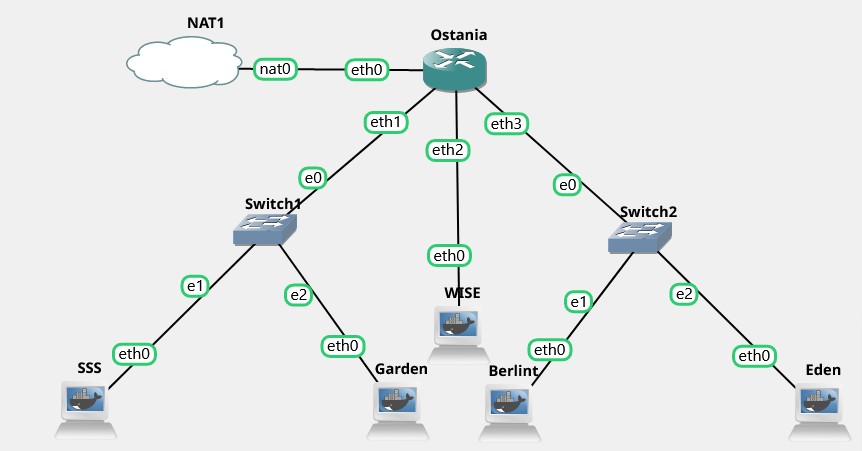 NAT1
Ostania
nat0
eth0
eth1
eth2
eth3
e0
e0
Switch1
Switch2
eth0
e1
e2
WISE
e1
e2
eth0
eth0
eth0
eth0
SSS
Garden
Berlint
Eden